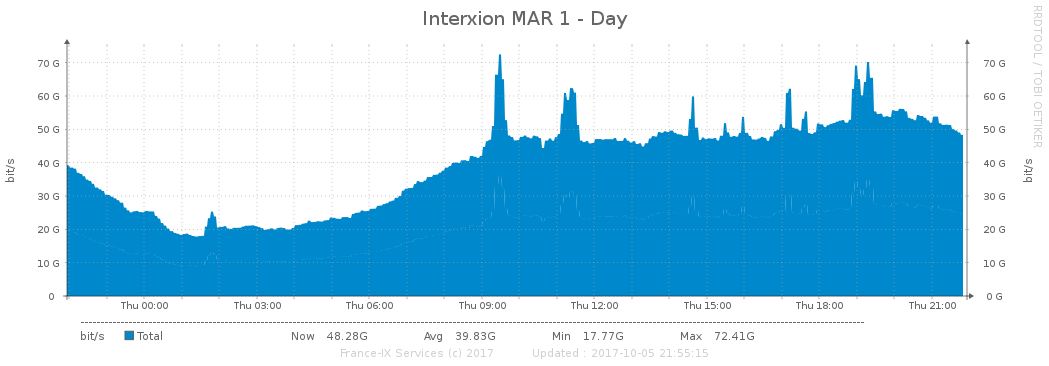 Interxion MAR 1 - Day
RRDTOOL / TOBI OETIKER
bit/s
70 G 70 G
60 G 60 G
50 G 50 G
40 G 40 G
30 G 30 G
20 G 20 G
10 G 10 G
0 0 G
bit/s
Thu 00:00 Thu 03:00 Thu 06:00 Thu 09:00 Thu 12:00 Thu 15:00 Thu 18:00 Thu 21:00
bit/s Total Now 48.28G Avg 39.83G Min 17.77G Max 72.41G
France-IX Services (c) 2017 Updated : 2017-10-05 21:55:15